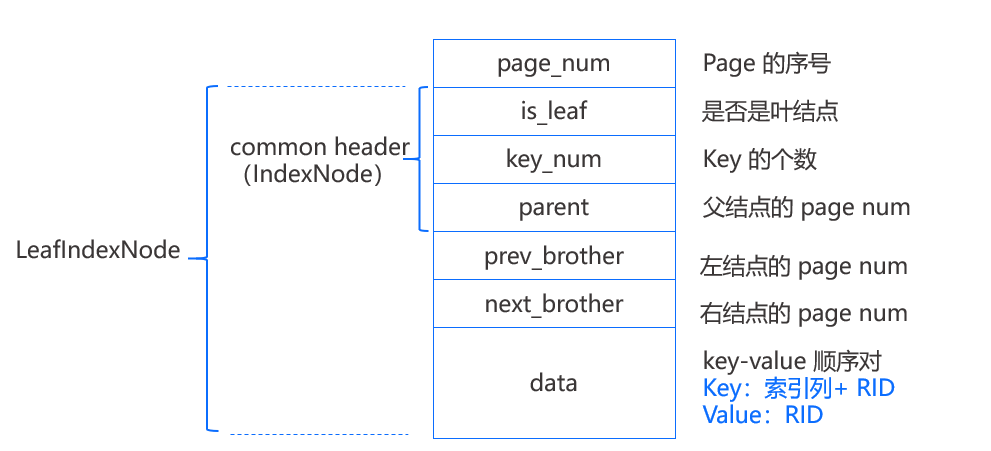 page_num
Page 的序号
is_leaf
是否是叶结点
common header
（IndexNode）
key_num
Key 的个数
parent
父结点的 page num
LeafIndexNode
prev_brother
左结点的 page num
next_brother
右结点的 page num
data
key-value 顺序对
Key：索引列+ RID
Value：RID